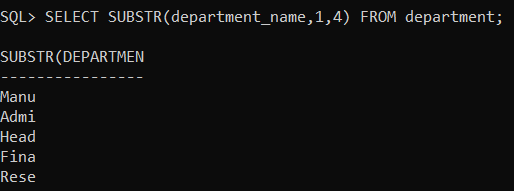 SQL> SELECT SUBSTR(department_name,1,4) FROM department;
SUBSTR(DEPARTMEN
----------------
Manu
Admi
Head
Fina
Rese